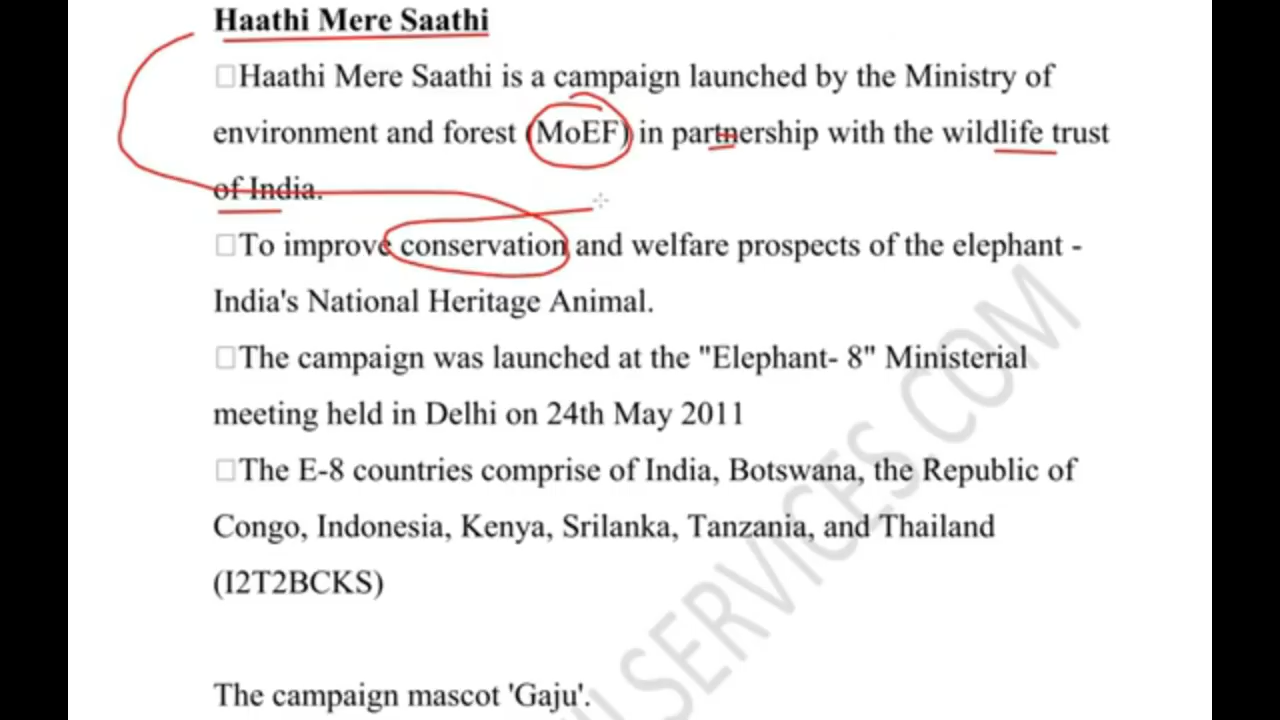 Haathi Mere Saathi
□Haathi Mere Saathi is a campaign launched by the Ministry of
environment and forest (MoEF) in partnership with the wildlife trust
of India.
□To improve conservation and welfare prospects of the elephant -
India's National Heritage Animal.
□The campaign was launched at the "Elephant- 8" Ministerial
meeting held in Delhi on 24th May 2011
□The E-8 countries comprise of India, Botswana, the Republic of
Congo, Indonesia, Kenya, Srilanka, Tanzania, and Thailand
(I2T2BCKS)
The campaign mascot 'Gaju'.
SERVICES.COM